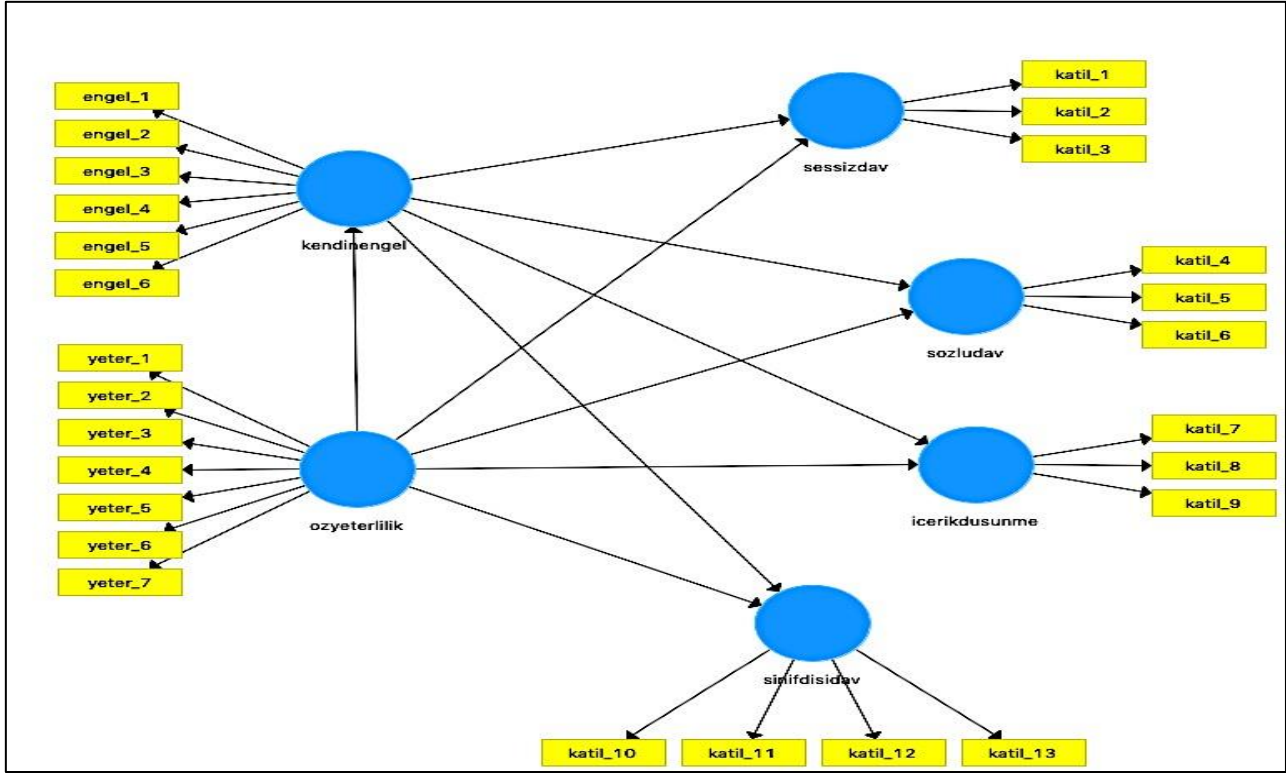 engel_1
engel_2
engel_3
engel_4
engel_5
engel_6
kendinengel
yeter_1
yeter_2
yeter_3
yeter_4
yeter_5
yeter_6
yeter_7
ozyeterlilik
katil_1
katil_2
katil_3
sessizdav
katil_4
katil_5
katil_6
sozludav
katil_7
katil_8
katil_9
icerikdusunme
sinifdisidav
katil_10
katil_11
katil_12
katil_13